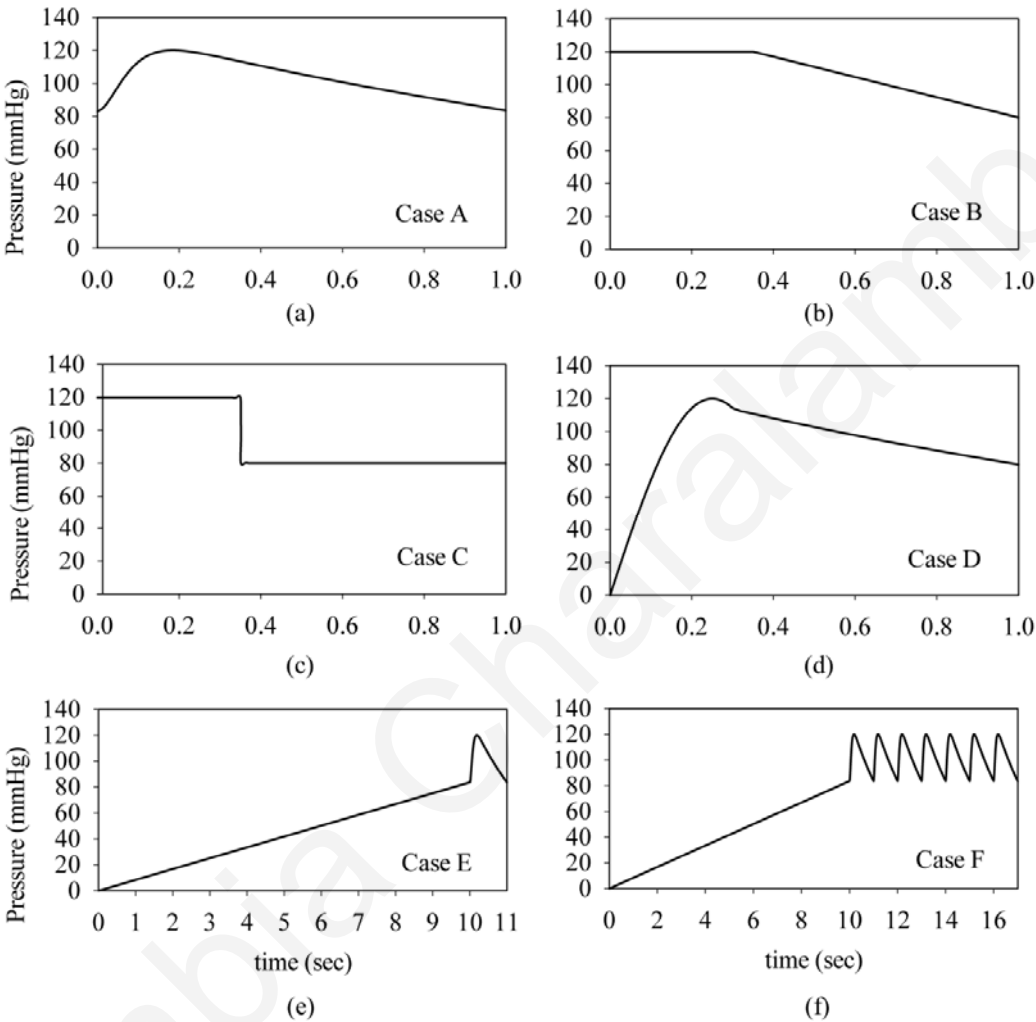 Pressure (mmHg)
140
120
100
80
60
40
20
0
Case A
0.0 0.2 0.4 0.6 0.8 1.0
(a)
140
120
100
80
60
40
20
0
Case B
0.0 0.2 0.4 0.6 0.8 1.0
(b)
Pressure (mmHg)
140
120
100
80
60
40
20
0
Case C
0.0 0.2 0.4 0.6 0.8 1.0
(c)
140
120
100
80
60
40
20
0
Case D
0.0 0.2 0.4 0.6 0.8 1.0
(d)
Pressure (mmHg)
140
120
100
80
60
40
20
0
Case E
0 1 2 3 4 5 6 7 8 9 10 11
time (sec)
(e)
140
120
100
80
60
40
20
0
Case F
0 2 4 6 8 10 12 14 16
time (sec)
(f)